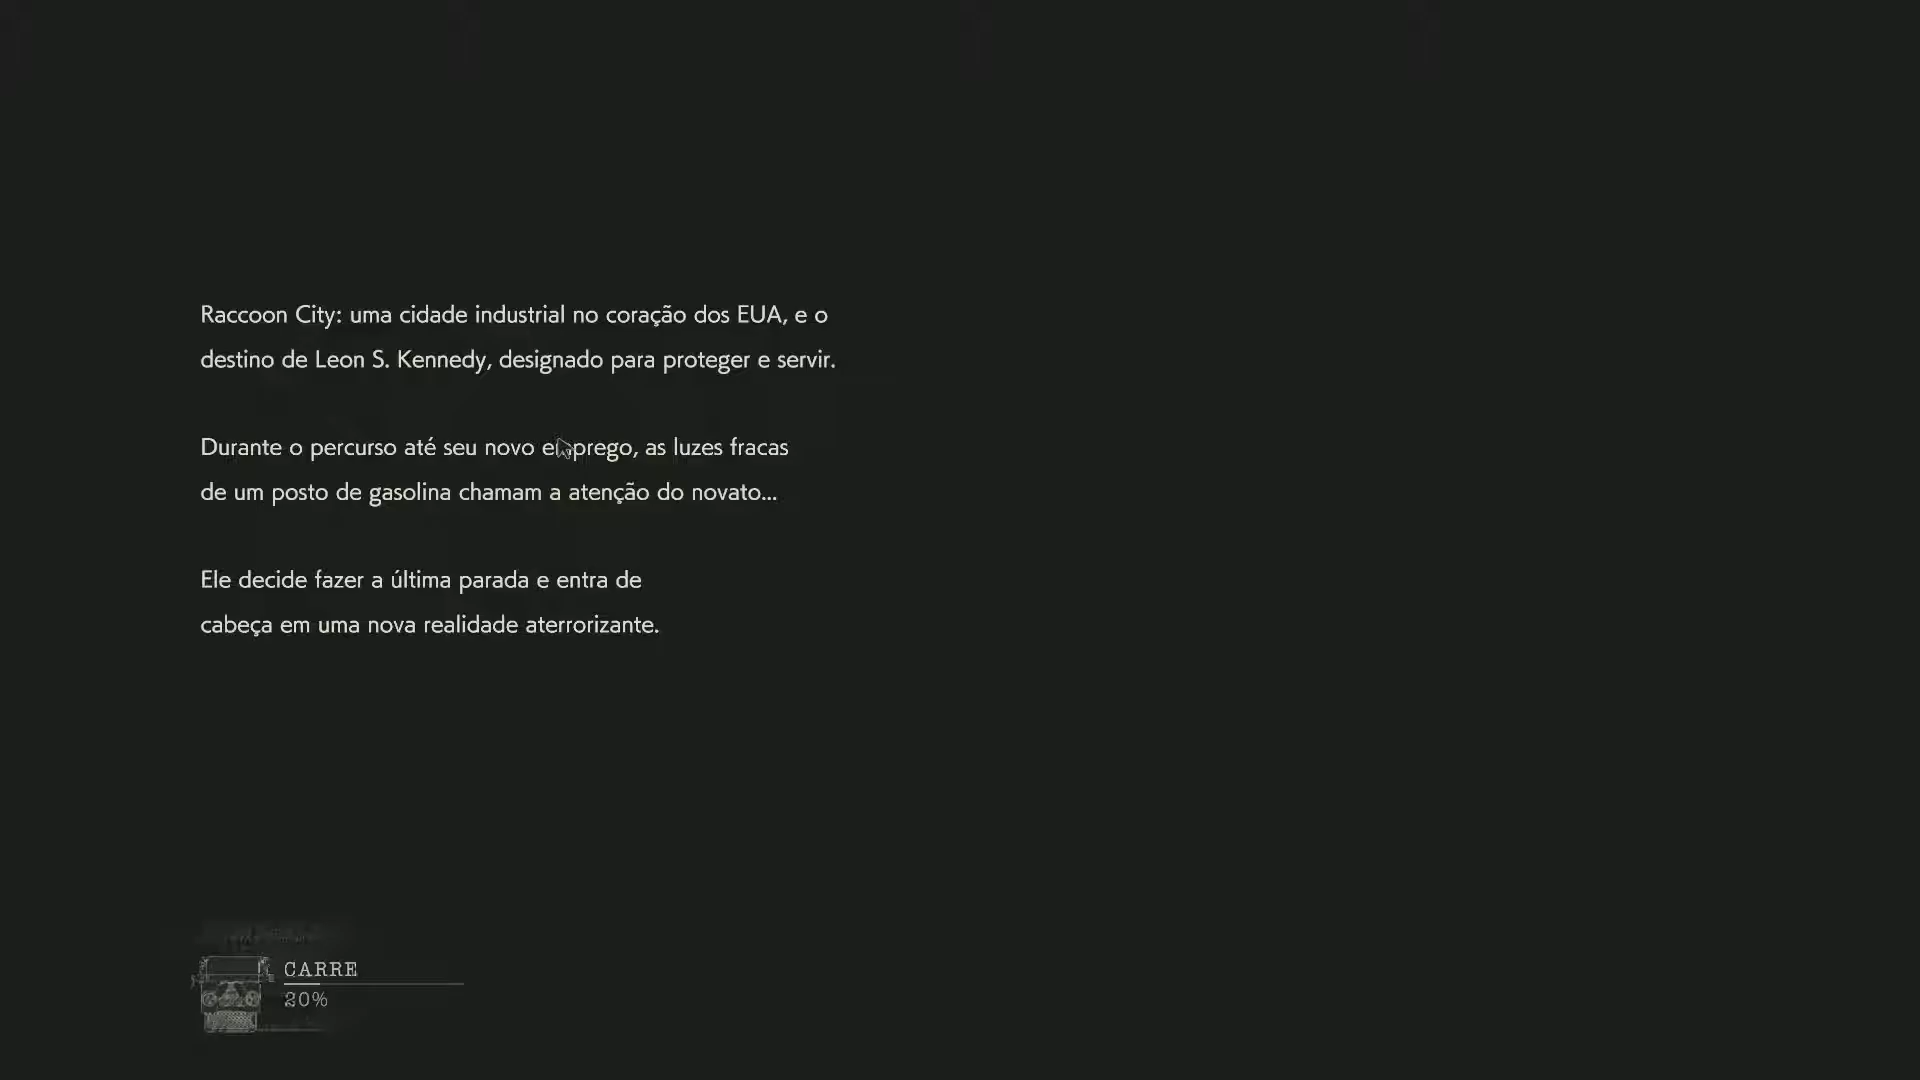 Raccoon City: uma cidade industrial no coração dos EUA, e o
destino de Leon S. Kennedy, designado para proteger e servir.
Durante o percurso até seu novo emprego, as luzes fracas
de um posto de gasolina chamam a atenção do novato...
Ele decide fazer a última parada e entra de
cabeça em uma nova realidade aterrorizante.
CARRE
20%